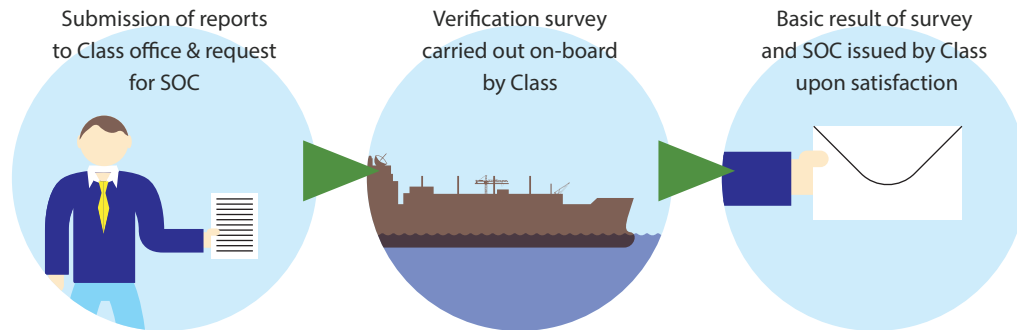 Submission of reports
to Class office & request
for SOC
Verification survey
carried out on-board
by Class
Basic result of survey
and SOC issued by Class
upon satisfaction